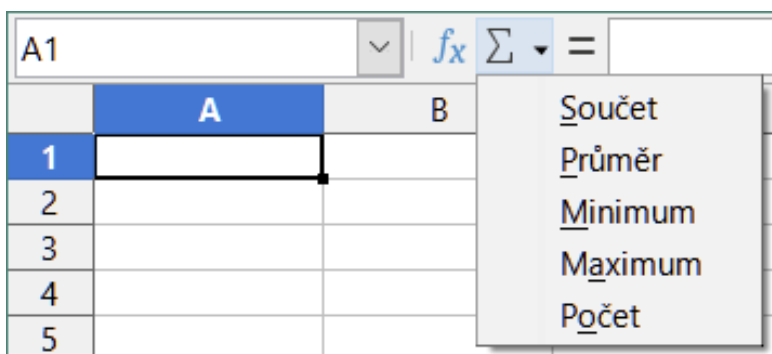 A1 fx Σ =
A B
1
2
3
4
5
Součet
Průměr
Minimum
Maximum
Počet